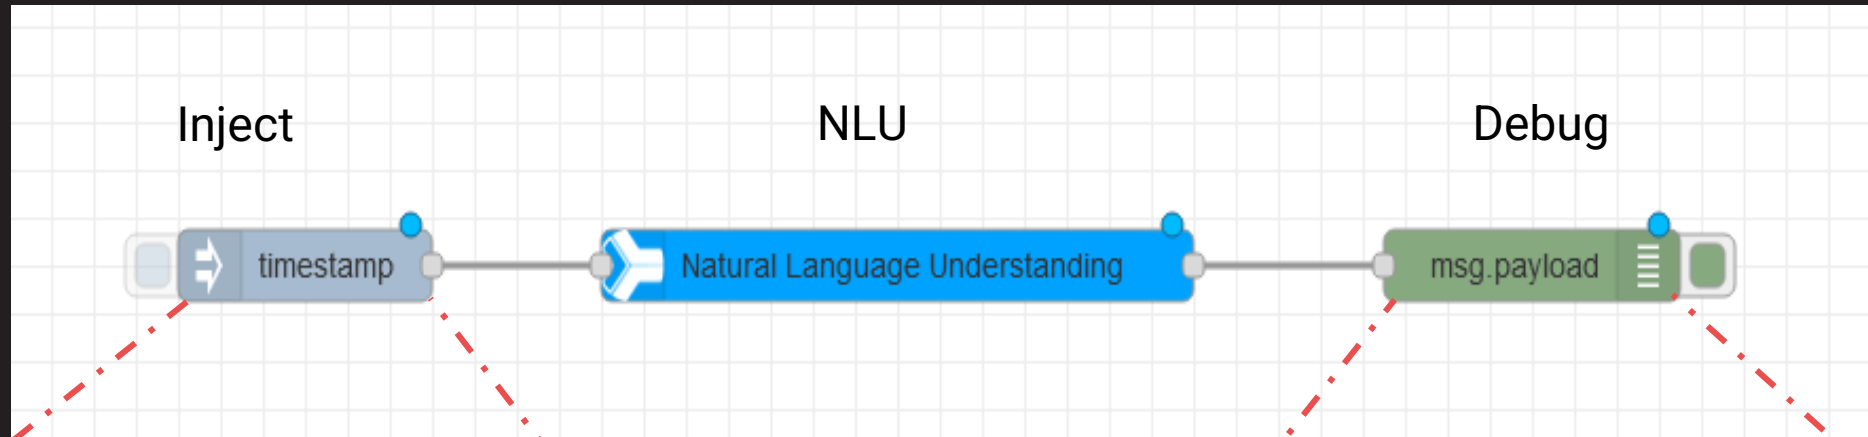 Inject
NLU
Debug
timestamp
Natural Language Understanding
msg.payload